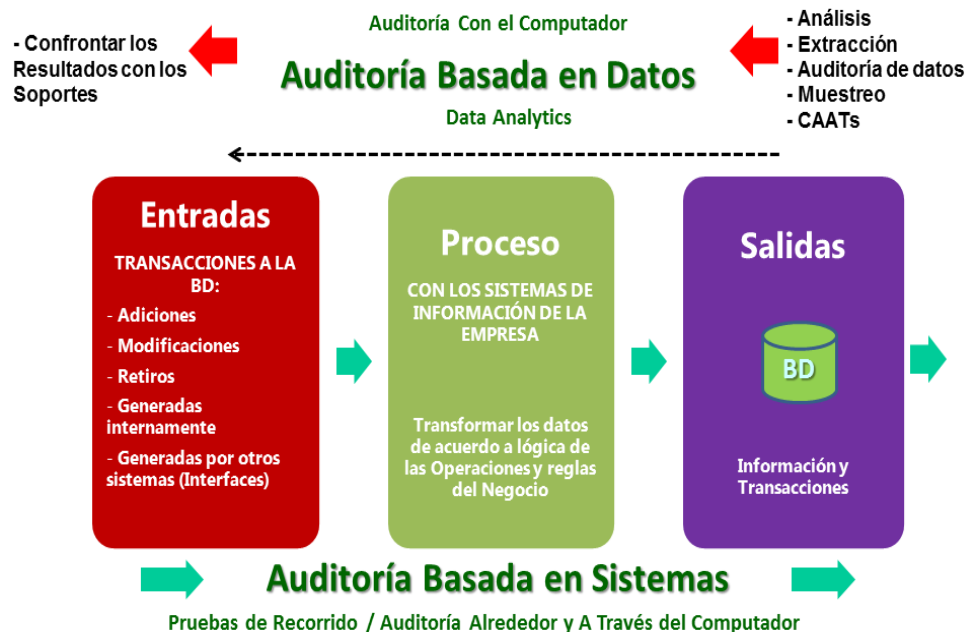 Auditoría Con el Computador
- Confrontar los
Resultados con los
Soportes
Auditoría Basada en Datos
Data Analytics
- Análisis
- Extracción
- Auditoría de datos
- Muestreo
- CAATs
Entradas
TRANSACCIONES A LA
BD:
- Adiciones
- Modificaciones
- Retiros
- Generadas
internamente
- Generadas por otros
sistemas (Interfaces)
Proceso
CON LOS SISTEMAS DE
INFORMACIÓN DE LA
EMPRESA
Transformar los datos
de acuerdo a lógica de
las Operaciones y reglas
del Negocio
Salidas
BD
Información y
Transacciones
Auditoría Basada en Sistemas
Pruebas de Recorrido / Auditoría Alrededor y A Través del Computador